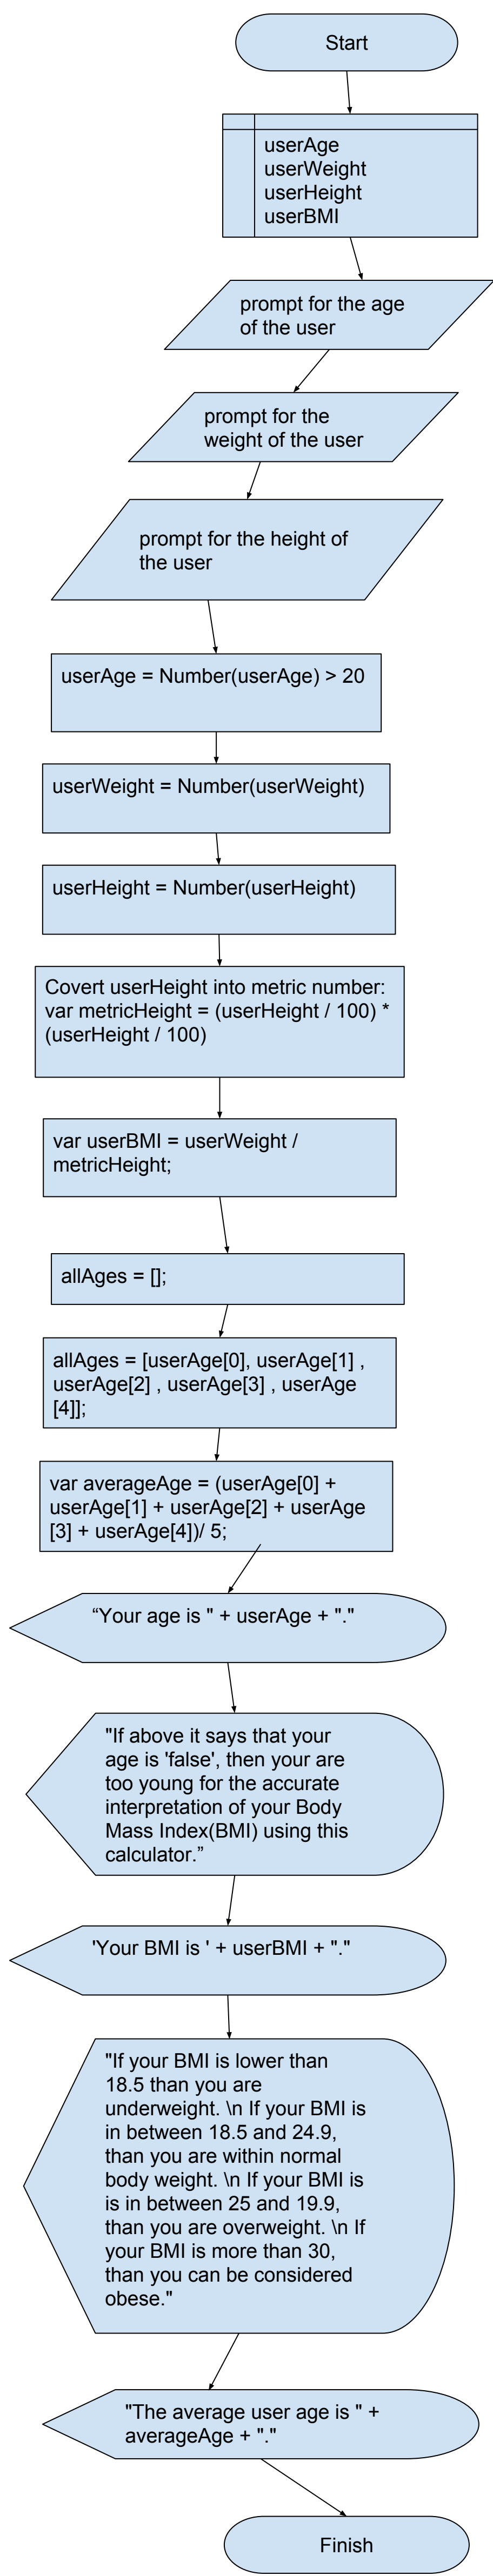 Start
userAge
userWeight
userHeight
userBMI
prompt for the age
of the user
prompt for the
weight of the user
prompt for the height of
the user
userAge = Number(userAge) > 20
userWeight = Number(userWeight)
userHeight = Number(userHeight)
Covert userHeight into metric number:
var metricHeight = (userHeight / 100) *
(userHeight / 100)
var userBMI = userWeight /
metricHeight;
allAges = [];
allAges = [userAge[0], userAge[1] ,
userAge[2] , userAge[3] , userAge
[4]];
var averageAge = (userAge[0] +
userAge[1] + userAge[2] + userAge
[3] + userAge[4])/ 5;
“Your age is " + userAge + "."
"If above it says that your
age is 'false', then your are
too young for the accurate
interpretation of your Body
Mass Index(BMI) using this
calculator.”
'Your BMI is ' + userBMI + "."
"If your BMI is lower than
18.5 than you are
underweight. \n If your BMI is
in between 18.5 and 24.9,
than you are within normal
body weight. \n If your BMI is
is in between 25 and 19.9,
than you are overweight. \n If
your BMI is more than 30,
than you can be considered
obese."
"The average user age is " +
averageAge + "."
Finish